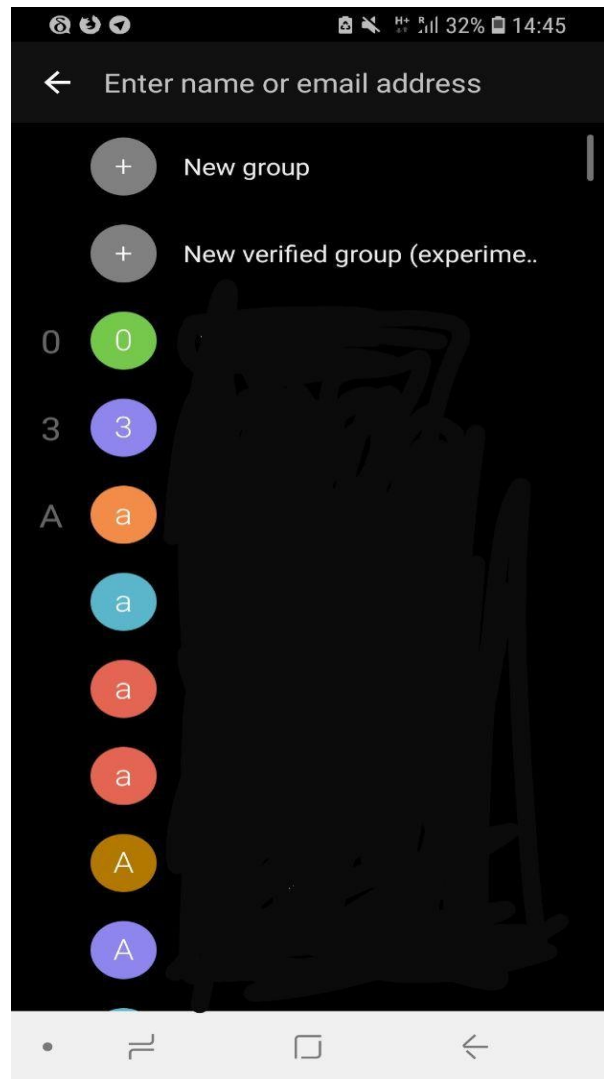 H+ R 32% 14:45
Enter name or email address
+ New group
+ New verified group (experime..
0 0
3 3
A a
a
a
a
A
A